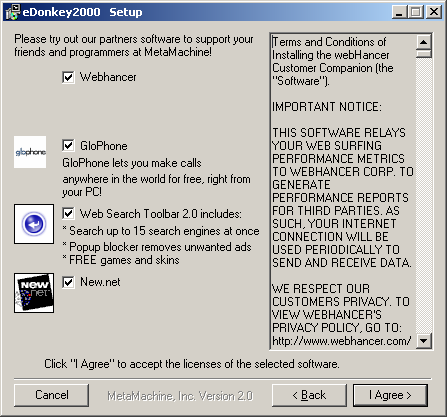 eDonkey2000 Setup
Please try out our partners software to support your
friends and programmers at MetaMachine!
Webhancer
glophone
GloPhone
GloPhone lets you make calls
anywhere in the world for free, right from
your PC!
Web Search Toolbar 2.0 includes:
* Search up to 15 search engines at once
* Popup blocker removes unwanted ads
* FREE games and skins
NEW
.net
New.net
Terms and Conditions of
Installing the webHancer
Customer Companion (the
"Software").
IMPORTANT NOTICE:
THIS SOFTWARE RELAYS
YOUR WEB SURFING
PERFORMANCE METRICS
TO WEBHANCER CORP. TO
GENERATE
PERFORMANCE REPORTS
FOR THIRD PARTIES. AS
SUCH, YOUR INTERNET
CONNECTION WILL BE
USED PERIODICALLY TO
SEND AND RECEIVE DATA.
WE RESPECT OUR
CUSTOMERS PRIVACY. TO
VIEW WEBHANCER'S
PRIVACY POLICY, GO TO:
http://www.webhancer.com/
Click "I Agree" to accept the licenses of the selected software.
Cancel
MetaMachine, Inc. Version 2.0
< Back
I Agree >